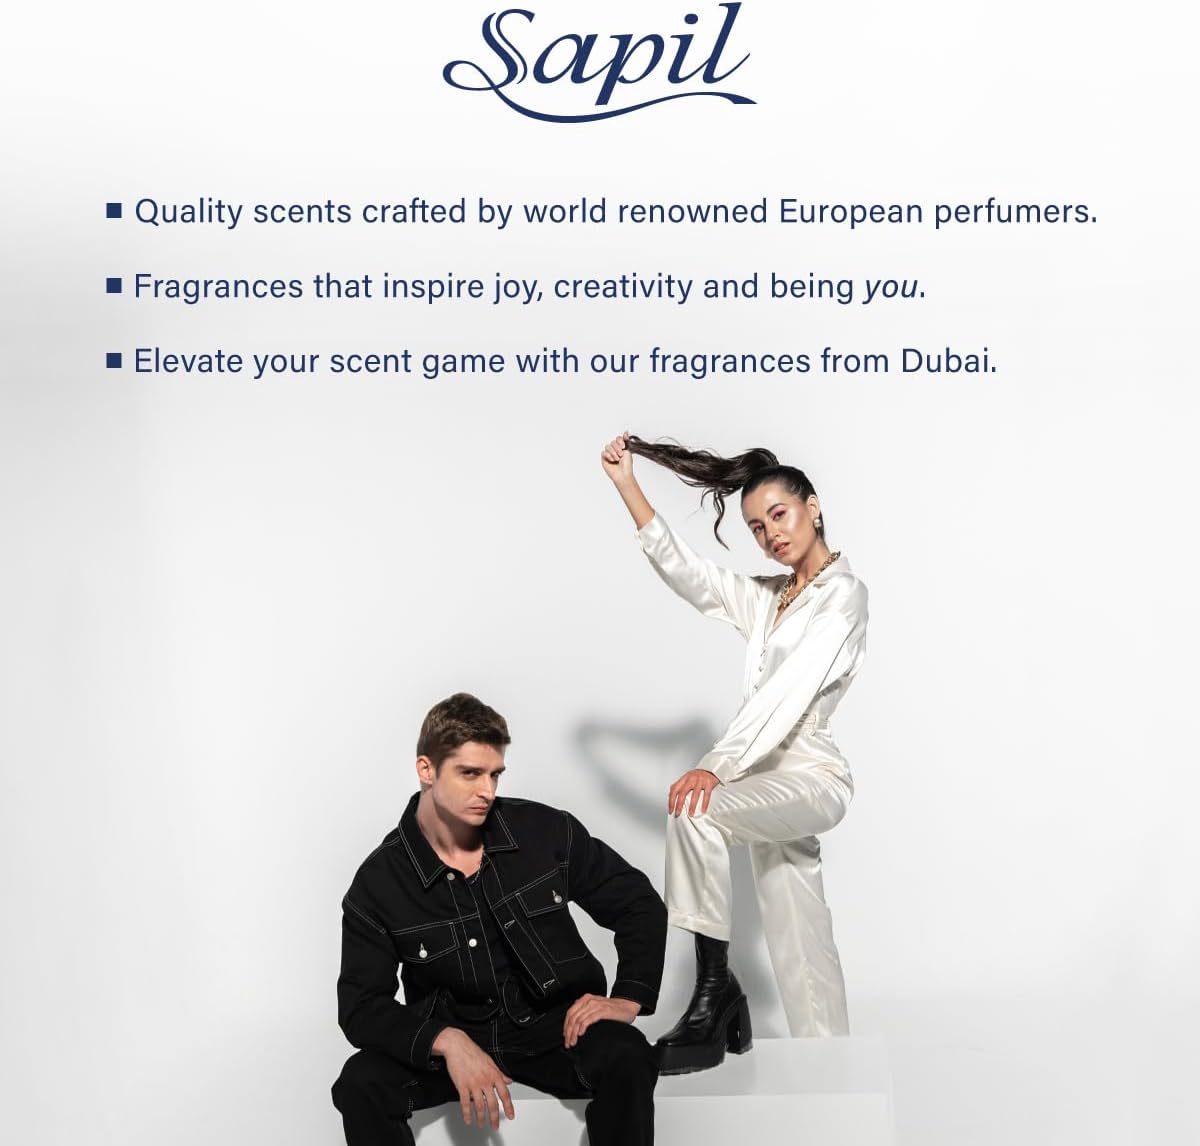 Sapil
■ Quality scents crafted by world renowned European perfumers.
■ Fragrances that inspire joy, creativity and being you.
■ Elevate your scent game with our fragrances from Dubai.